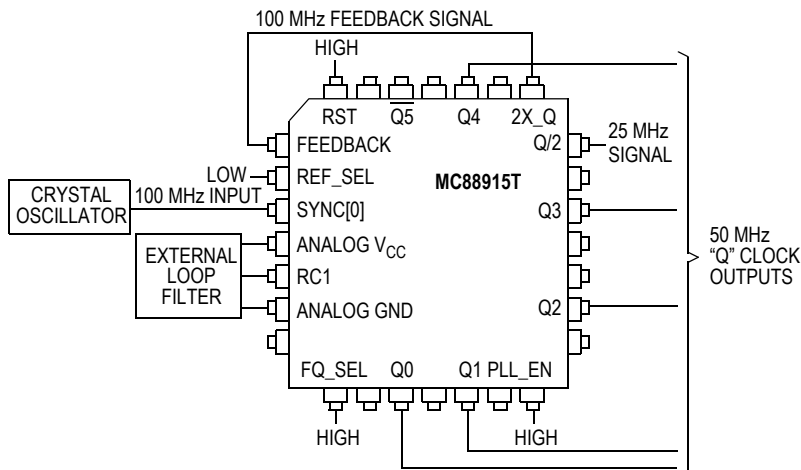 100 MHz FEEDBACK SIGNAL
HIGH
RST Q5 Q4 2X_Q
FEEDBACK
Q/2
25 MHz
SIGNAL
LOW
REF_SEL
MC88915T
CRYSTAL
OSCILLATOR
100 MHz INPUT
SYNC[0]
Q3
ANALOG VCC
EXTERNAL
LOOP
FILTER
RC1
50 MHz
“Q” CLOCK
OUTPUTS
ANALOG GND
Q2
FQ_SEL Q0 Q1 PLL_EN
HIGH
HIGH